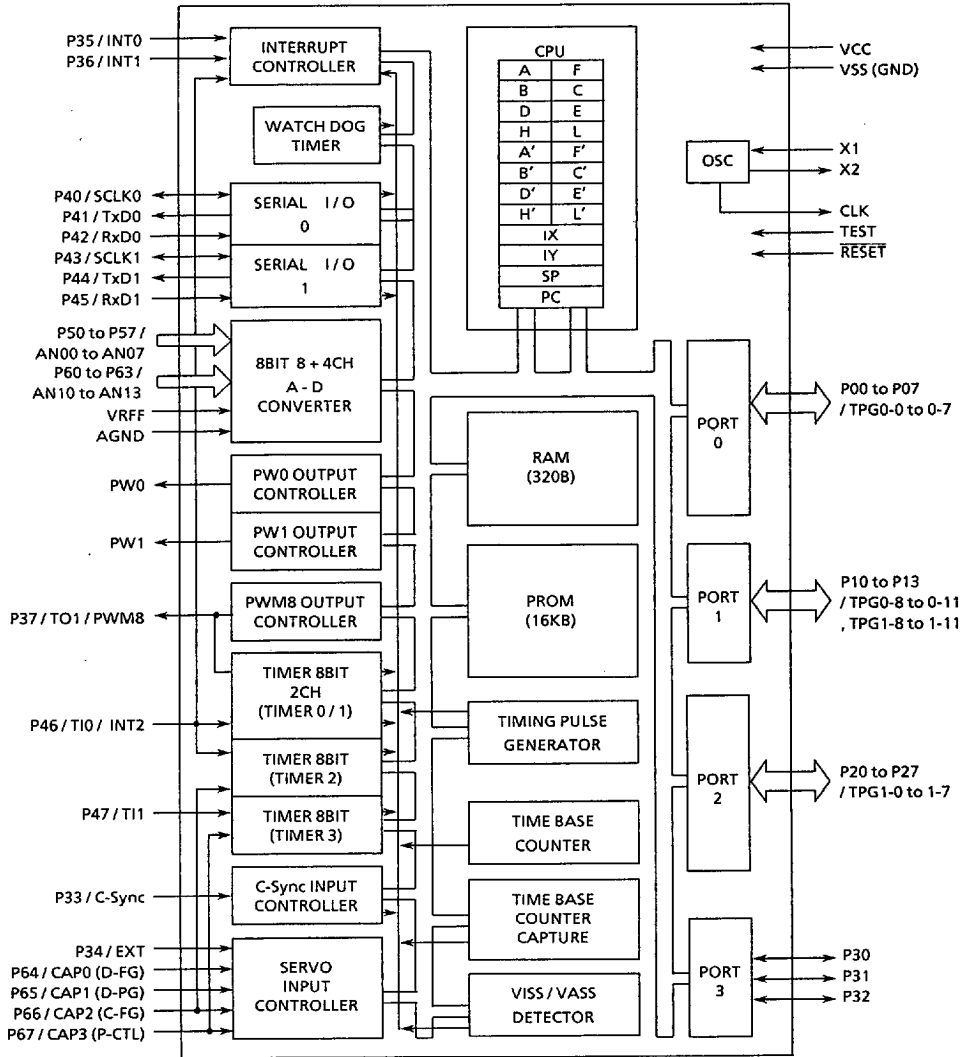 P35 / INT0
P36 / INT1
INTERRUPT
CONTROLLER
WATCH DOG
TIMER
P40 / SCLK0
P41 / TxD0
P42 / RxD0
P43 / SCLK1
P44 / TxD1
P45 / RxD1
SERIAL I / O
0
SERIAL I / O
1
P50 to P57 /
AN00 to AN07
P60 to P63 /
AN10 to AN13
VRFF
AGND
8BIT 8 + 4CH
A - D
CONVERTER
PW0
PW0 OUTPUT
CONTROLLER
PW1
PW1 OUTPUT
CONTROLLER
P37 / TO1 / PWM8
PWM8 OUTPUT
CONTROLLER
TIMER 8BIT
2CH
(TIMER 0 / 1)
P46 / TI0 / INT2
TIMER 8BIT
(TIMER 2)
P47 / TI1
TIMER 8BIT
(TIMER 3)
P33 / C-Sync
C-Sync INPUT
CONTROLLER
P34 / EXT
P64 / CAP0 (D-FG)
P65 / CAP1 (D-PG)
P66 / CAP2 (C-FG)
P67 / CAP3 (P-CTL)
SERVO
INPUT
CONTROLLER
CPU
A F
B C
D E
H L
A' F'
B' C'
D' E'
H' L'
IX
IY
SP
PC
RAM
(320B)
PROM
(16KB)
TIMING PULSE
GENERATOR
TIME BASE
COUNTER
TIME BASE
COUNTER
CAPTURE
VISS / VASS
DETECTOR
VCC
VSS (GND)
OSC
X1
X2
CLK
TEST
RESET
PORT
0
P00 to P07
/ TPG0-0 to 0-7
PORT
1
P10 to P13
/ TPG0-8 to 0-11
, TPG1-8 to 1-11
PORT
2
P20 to P27
/ TPG1-0 to 1-7
PORT
3
P30
P31
P32